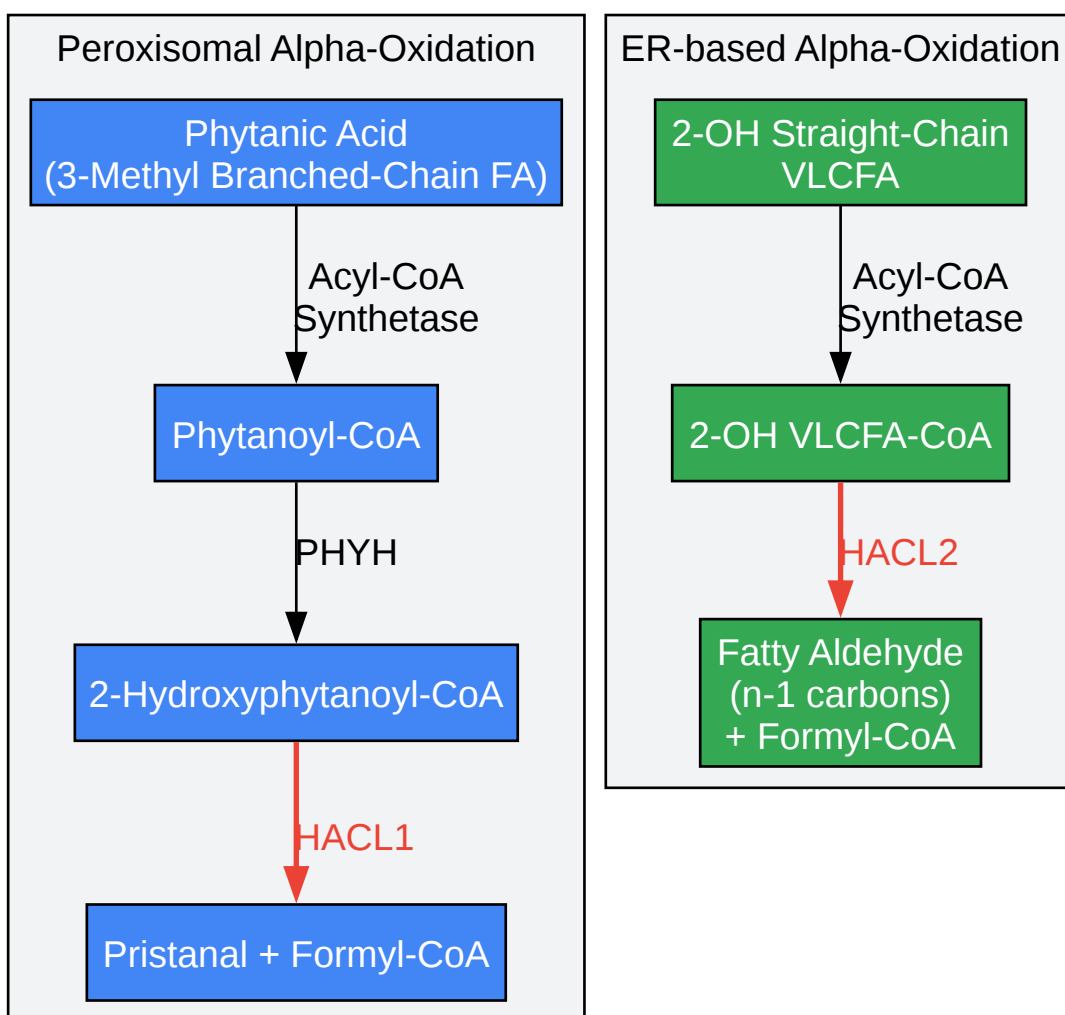 Peroxisomal Alpha-Oxidation
Phytanic Acid
(3-Methyl Branched-Chain FA)
Acyl-CoA
Synthetase
Phytanoyl-CoA
PHYH
2-Hydroxyphytanoyl-CoA
HACL1
Pristanal + Formyl-CoA
ER-based Alpha-Oxidation
2-OH Straight-Chain
VLCFA
Acyl-CoA
Synthetase
2-OH VLCFA-CoA
HACL2
Fatty Aldehyde
(n-1 carbons)
+ Formyl-CoA